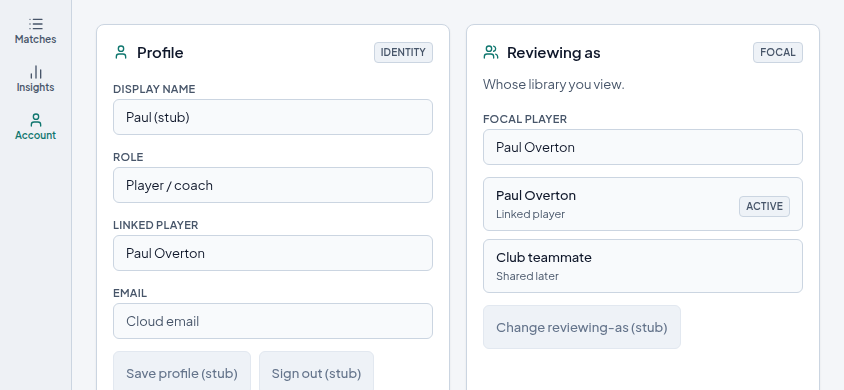 Matches
Insights
Account
Profile
IDENTITY
DISPLAY NAME
Paul (stub)
ROLE
Player / coach
LINKED PLAYER
Paul Overton
EMAIL
Cloud email
Save profile (stub)
Sign out (stub)
Reviewing as
FOCAL
Whose library you view.
FOCAL PLAYER
Paul Overton
Paul Overton
Linked player
ACTIVE
Club teammate
Shared later
Change reviewing-as (stub)